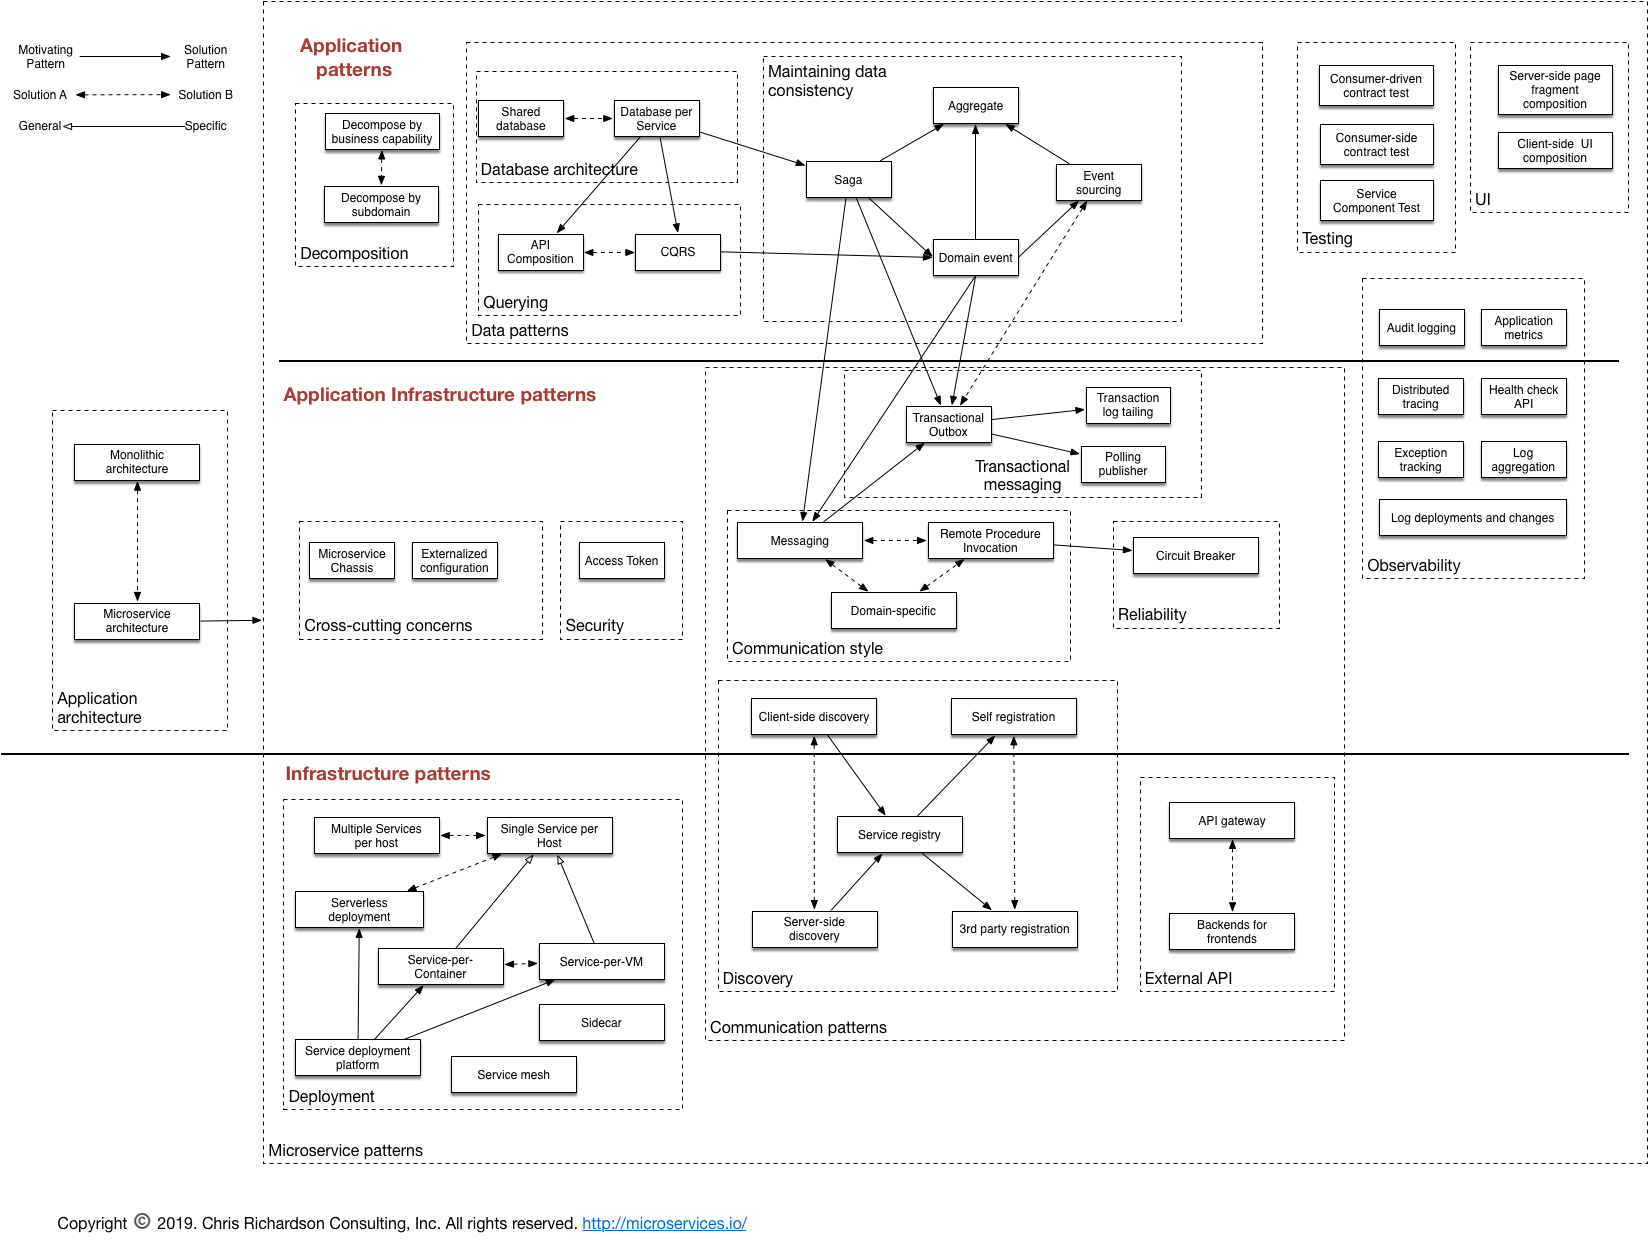 Motivating
Pattern
Solution
Pattern
Solution A
Solution B
General
Specific
Application
patterns
Decompose by
business capability
Decompose by
subdomain
Decomposition
Shared
database
Database per
Service
Database architecture
API
Composition
CQRS
Querying
Data patterns
Maintaining data
consistency
Aggregate
Saga
Event
sourcing
Domain event
Consumer-driven
contract test
Consumer-side
contract test
Service
Component Test
Testing
Server-side page
fragment
composition
Client-side UI
composition
UI
Audit logging
Application
metrics
Distributed
tracing
Health check
API
Exception
tracking
Log
aggregation
Log deployments and changes
Observability
Application Infrastructure patterns
Monolithic
architecture
Microservice
architecture
Application
architecture
Microservice
Chassis
Externalized
configuration
Cross-cutting concerns
Access Token
Security
Transactional
Outbox
Transaction
log tailing
Polling
publisher
Transactional
messaging
Messaging
Remote Procedure
Invocation
Domain-specific
Communication style
Circuit Breaker
Reliability
Client-side discovery
Self registration
Service registry
Server-side
discovery
3rd party registration
Discovery
API gateway
Backends for
frontends
External API
Communication patterns
Infrastructure patterns
Multiple Services
per host
Single Service per
Host
Serverless
deployment
Service-per-
Container
Service-per-VM
Sidecar
Service deployment
platform
Service mesh
Deployment
Microservice patterns
Copyright © 2019. Chris Richardson Consulting, Inc. All rights reserved. http://microservices.io/